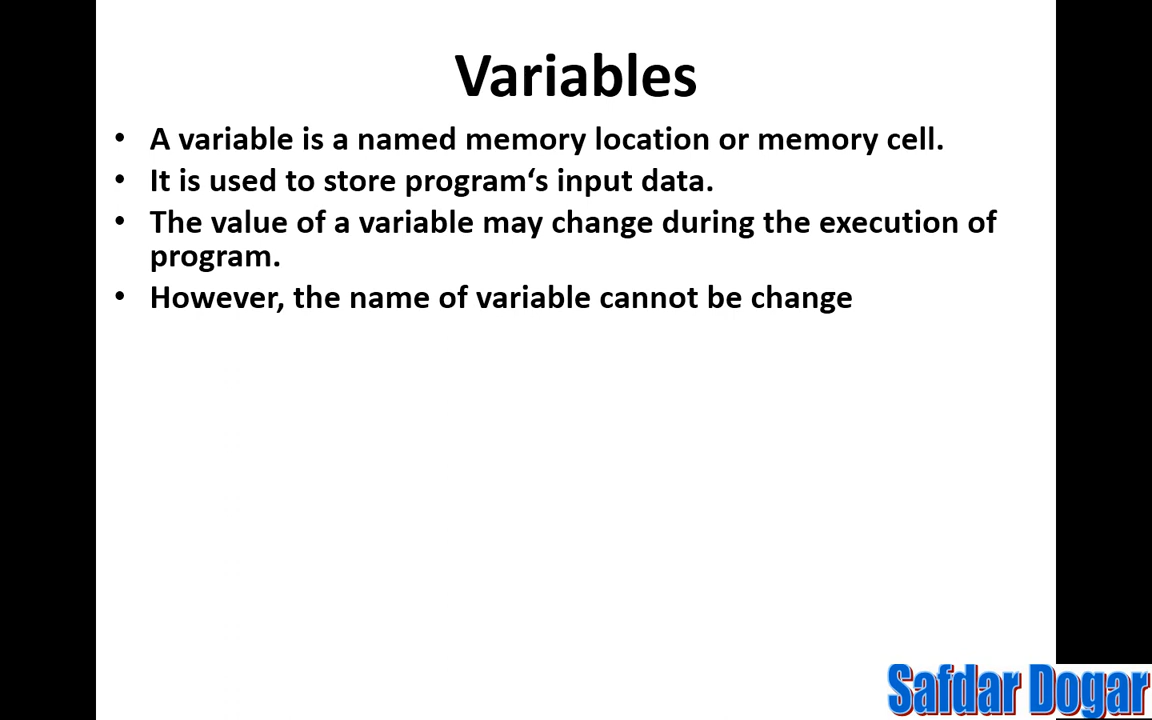 Variables
• A variable is a named memory location or memory cell.
• It is used to store program‘s input data.
• The value of a variable may change during the execution of
program.
• However, the name of variable cannot be change
Safdar Dogar